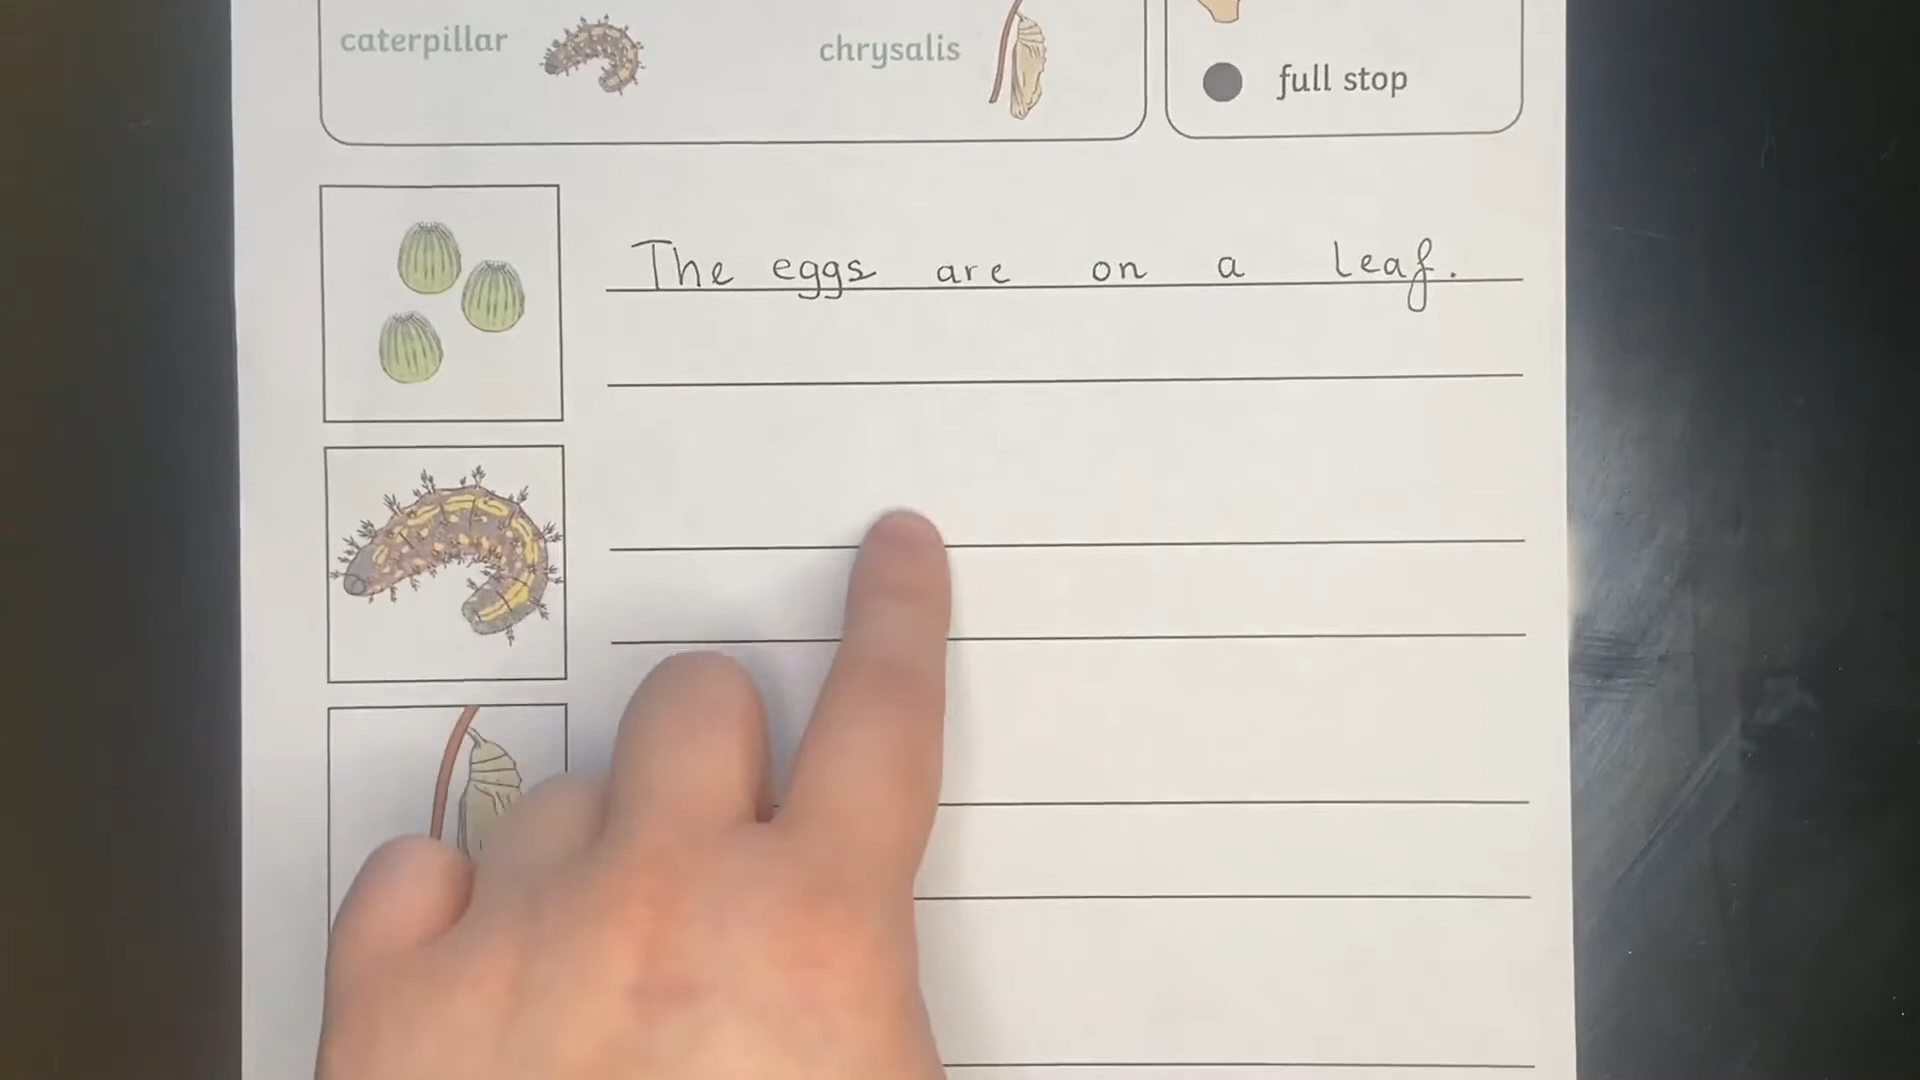 caterpillar
chrysalis
full stop
The eggs are on a leaf.